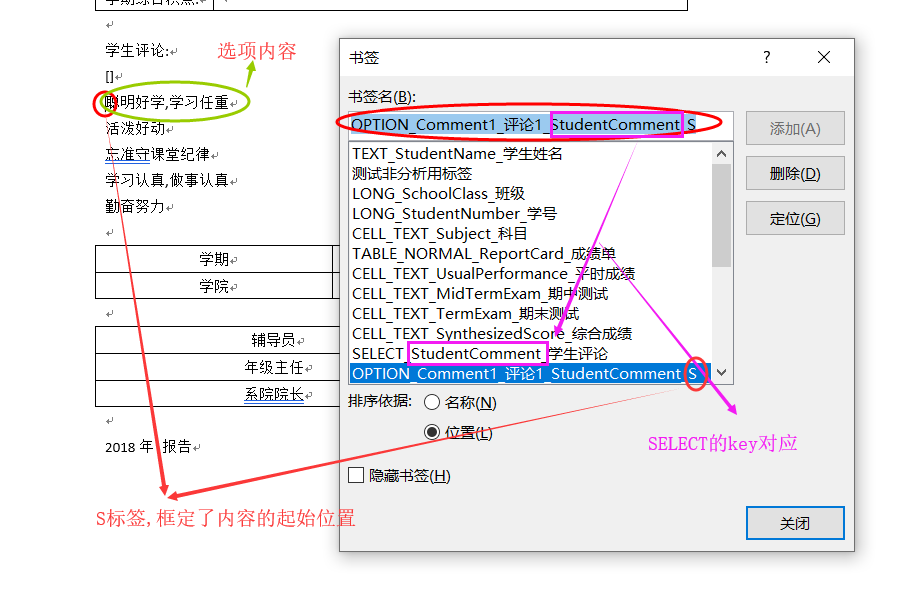 学期综合积点:
学生评论:
选项内容
[]
聪明好学,学习任重
活泼好动
忘准守课堂纪律
学习认真,做事认真
勤奋努力
学期
学院
辅导员
年级主任
系院院长
2018 年 报告
S标签,框定了内容的起始位置
书签
?
书签名(B):
OPTION_Comment1_评论1_StudentComment_S
添加(A)
TEXT_StudentName_学生姓名
测试非分析用标签
删除(D)
LONG_SchoolClass_班级
LONG_StudentNumber_学号
定位(G)
CELL_TEXT_Subject_科目
TABLE_NORMAL_ReportCard_成绩单
CELL_TEXT_UsualPerformance_平时成绩
CELL_TEXT_MidTermExam_期中测试
CELL_TEXT_TermExam_期末测试
CELL_TEXT_SynthesizedScore_综合成绩
SELECT_StudentComment_学生评论
OPTION_Comment1_评论1_StudentComment_S
排序依据:
名称(N)
位置(L)
SELECT的key对应
隐藏书签(H)
关闭